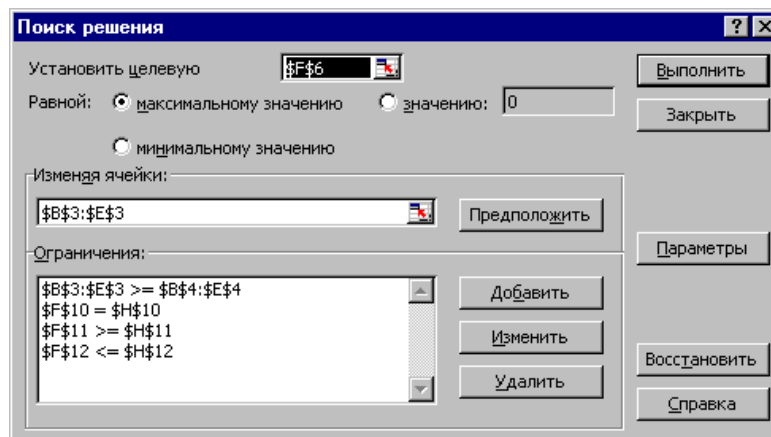 Поиск решения
Установить целевую $F$6
Выполнить
Равной: максимальному значению значению: 0
Закрыть
минимальному значению
Изменяя ячейки:
$B$3:$E$3
Предположить
Ограничения:
Параметры
$B$3:$E$3 >= $B$4:$E$4
$F$10 = $H$10
$F$11 >= $H$11
$F$12 <= $H$12
Добавить
Изменить
Удалить
Восстановить
Справка